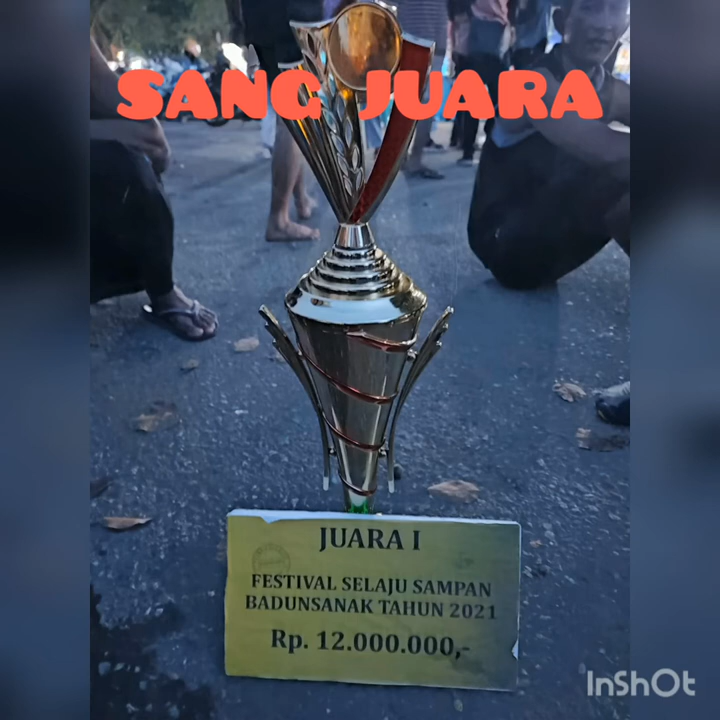 SANG JUARA
JUARA I
FESTIVAL SELAJU SAMPAN
BADUNSANAK TAHUN 2021
Rp. 12.000.000,-
InShOt